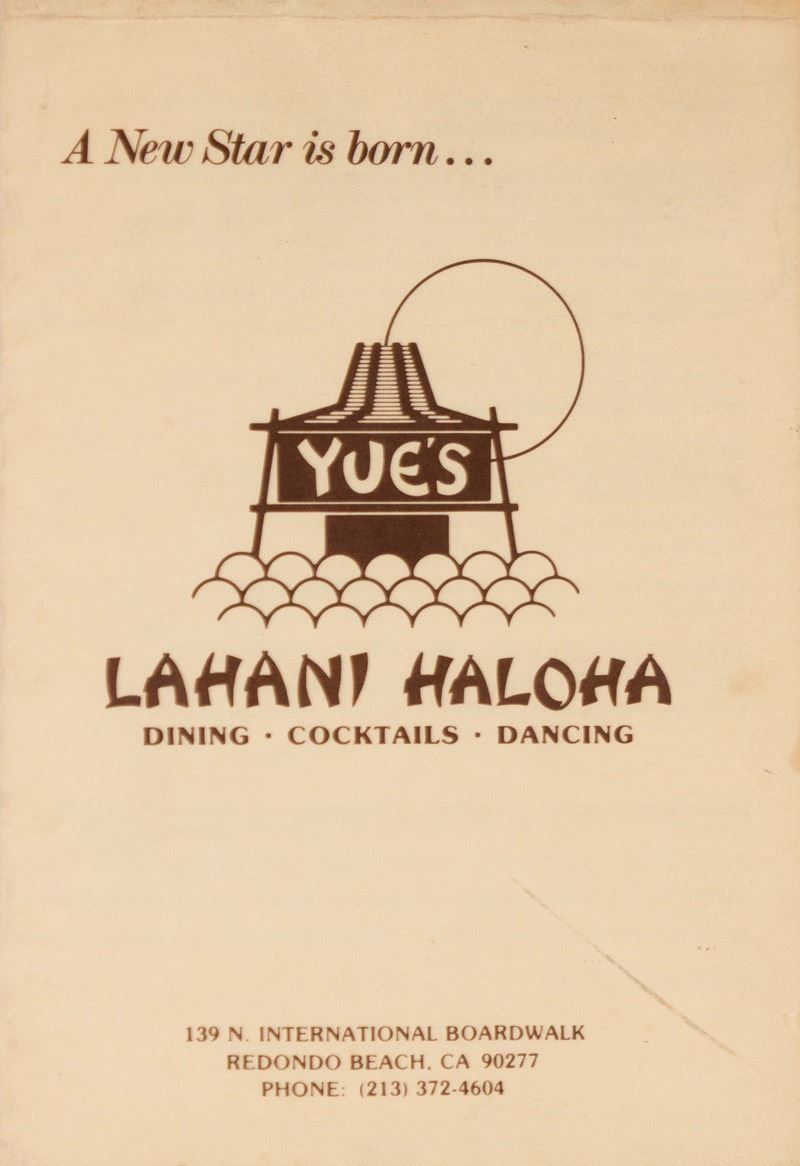 A New Star is born...
YUE'S
LAHANI HALOHA
DINING · COCKTAILS · DANCING
139 N. INTERNATIONAL BOARDWALK
REDONDO BEACH, CA 90277
PHONE: (213) 372-4604